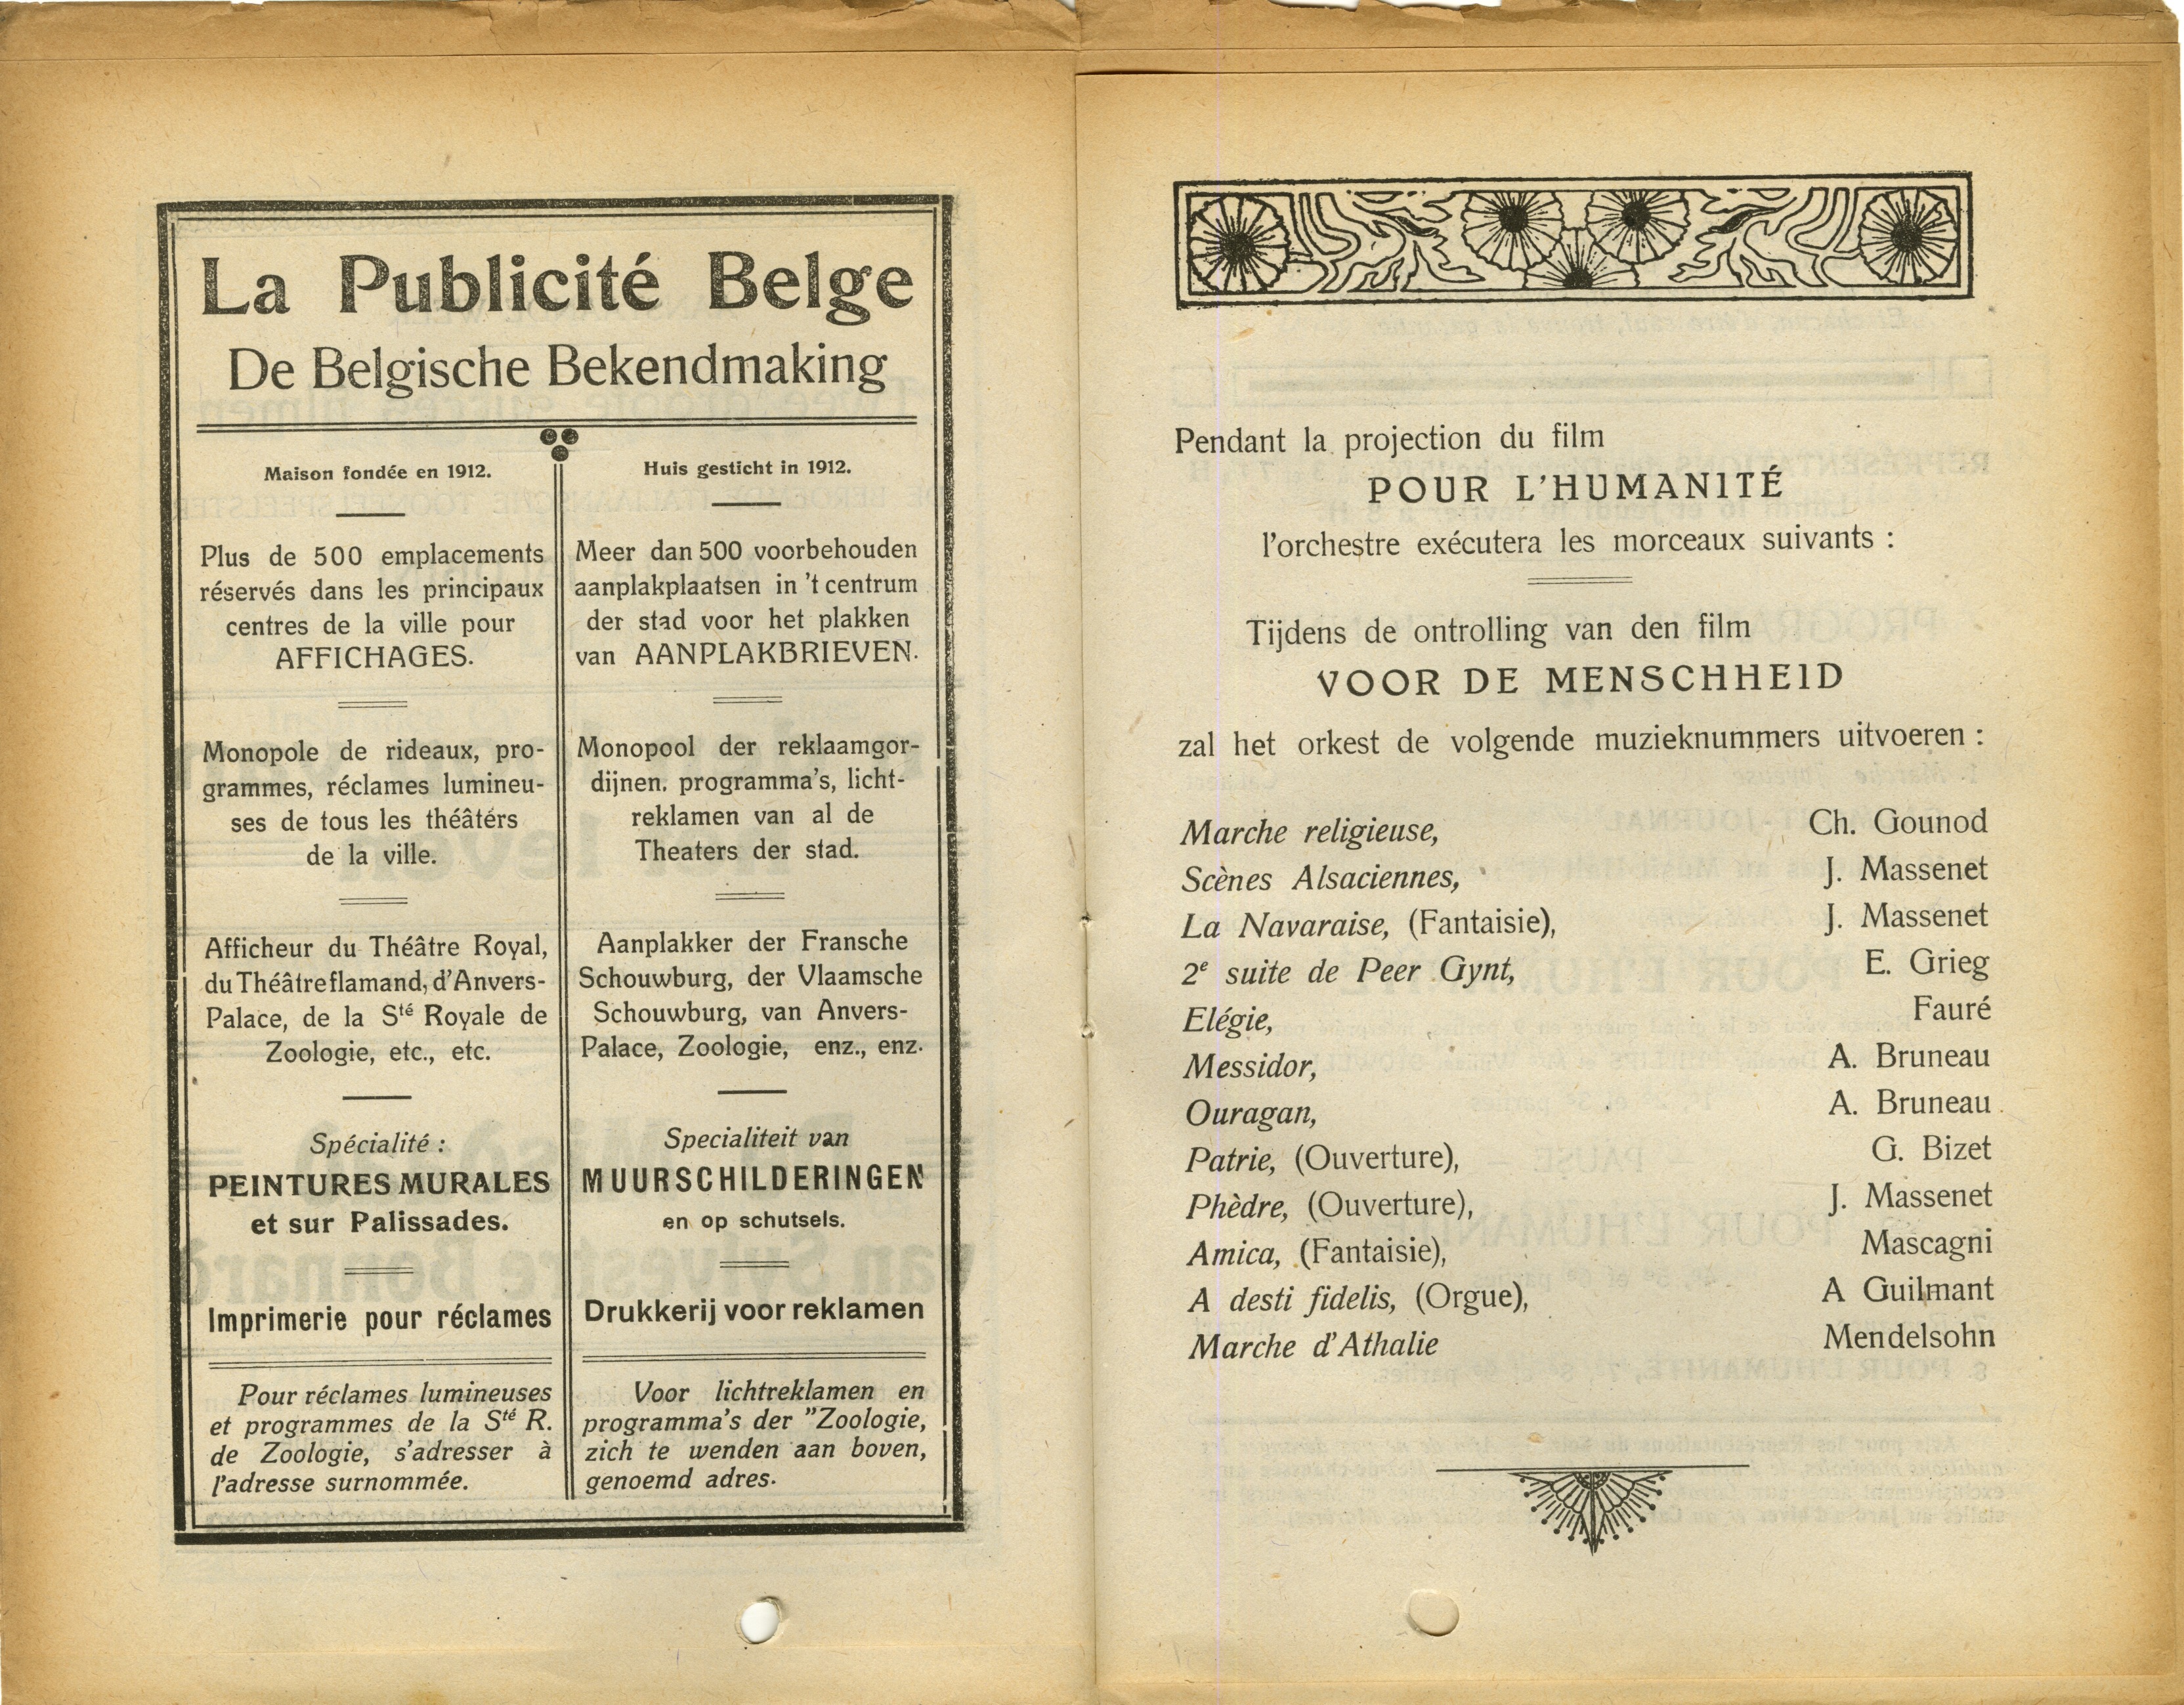 La Publicité Belge
De Belgische Bekendmaking
Maison fondée en 1912.
Plus de 500 emplacements
réservés dans les principaux
centres de la ville pour
AFFICHAGES.
Monopole de rideaux, pro-
grammes, réclames lumineu-
ses de tous les théâtérs
de la ville.
Afficheur du Théâtre Royal,
du Théâtre flamand, d'Anvers-
Palace, de la Sté Royale de
Zoologie, etc., etc.
Spécialité :
PEINTURES MURALES
et sur Palissades.
Imprimerie pour réclames
Pour réclames lumineuses
et programmes de la Sté R.
de Zoologie, s'adresser à
l'adresse surnommée.
Huis gesticht in 1912.
Meer dan 500 voorbehouden
aanplakplaatsen in 't centrum
der stad voor het plakken
van AANPLAKBRIEVEN.
Monopool der reklaamgor-
dijnen. programma's, licht-
reklamen van al de
Theaters der stad.
Aanplakker der Fransche
Schouwburg, der Vlaamsche
Schouwburg, van Anvers-
Palace, Zoologie, enz., enz.
Specialiteit van
MUURSCHILDERINGEN
en op schutsels.
Drukkerij voor reklamen
Voor lichtreklamen en
programma's der "Zoologie,
zich te wenden aan boven,
genoemd adres.
Pendant la projection du film
POUR L'HUMANITÉ
l'orchestre exécutera les morceaux suivants :
Tijdens de ontrolling van den film
VOOR DE MENSCHHEID
zal het orkest de volgende muzieknummers uitvoeren :
Marche religieuse, Ch. Gounod
Scènes Alsaciennes, J. Massenet
La Navaraise, (Fantaisie), J. Massenet
2e suite de Peer Gynt, E. Grieg
Elégie, Fauré
Messidor, A. Bruneau
Ouragan, A. Bruneau
Patrie, (Ouverture), G. Bizet
Phèdre, (Ouverture), J. Massenet
Amica, (Fantaisie), Mascagni
A desti fidelis, (Orgue), A Guilmant
Marche d'Athalie Mendelsohn